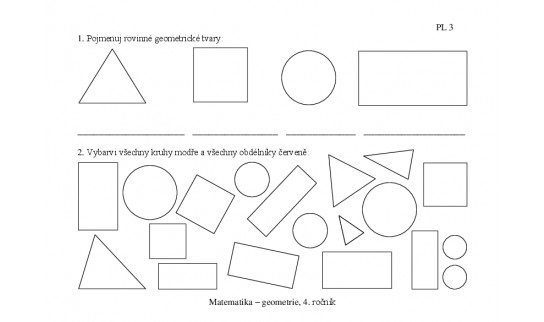 PL 3
1. Pojmenuj rovinné geometrické tvary:
2. Vybarvi všechny kruhy modře a všechny obdélníky červeně:
Matematika – geometrie, 4. ročník